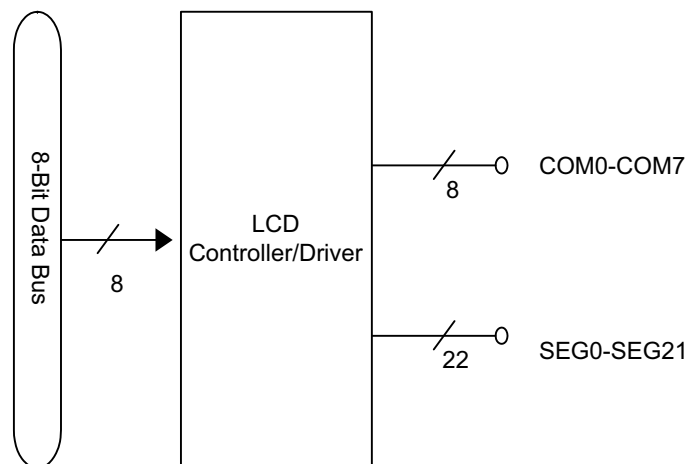 8-Bit Data Bus
8
LCD
Controller/Driver
8
COM0-COM7
22
SEG0-SEG21